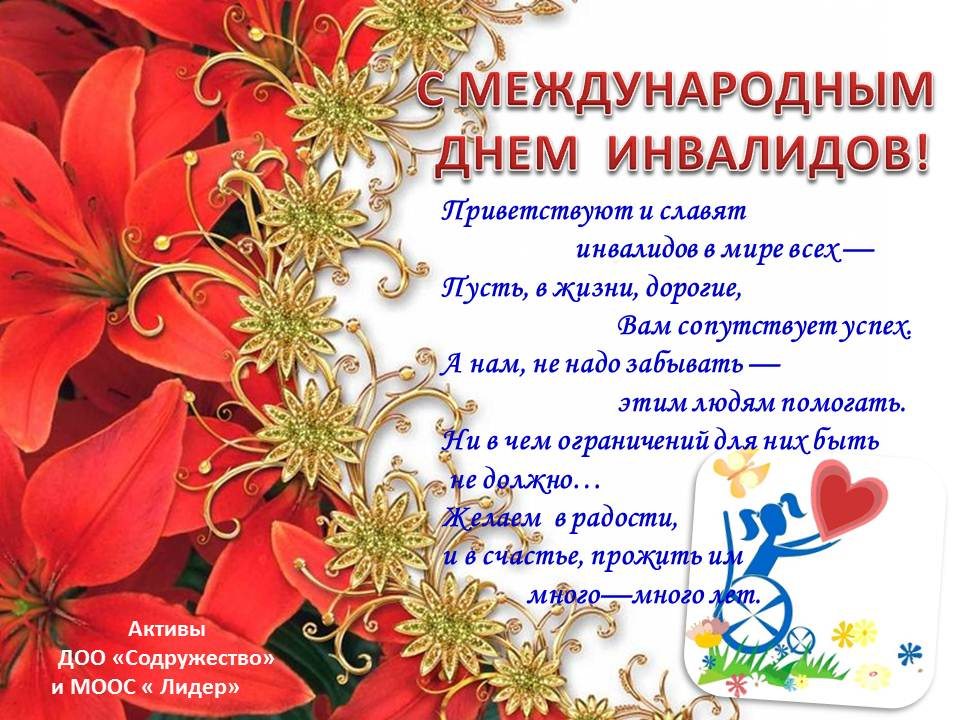 С МЕЖДУНАРОДНЫМ
ДНЕМ ИНВАЛИДОВ!
Приветствуют и славят
инвалидов в мире всех —
Пусть, в жизни, дорогие,
Вам сопутствует успех.
А нам, не надо забывать —
этим людям помогать.
Ни в чем ограничений для них быть
не должно…
Желаем в радости,
и в счастье, прожить им
много—много лет.
Активы
ДОО «Содружество»
и МООС « Лидер»